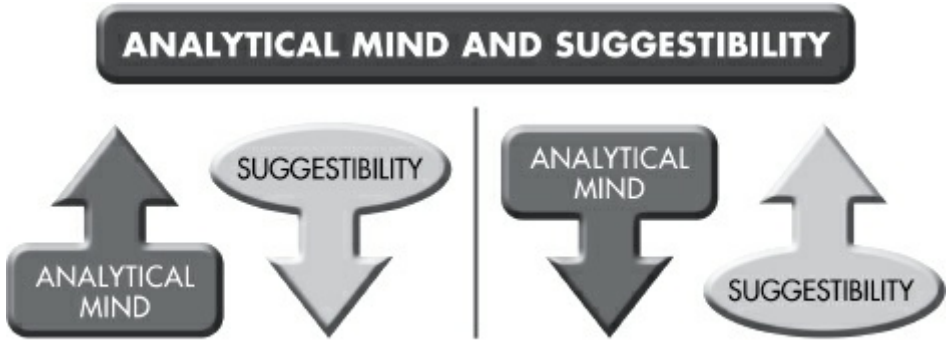 ANALYTICAL MIND AND SUGGESTIBILITY
ANALYTICAL
MIND
SUGGESTIBILITY
ANALYTICAL
MIND
SUGGESTIBILITY